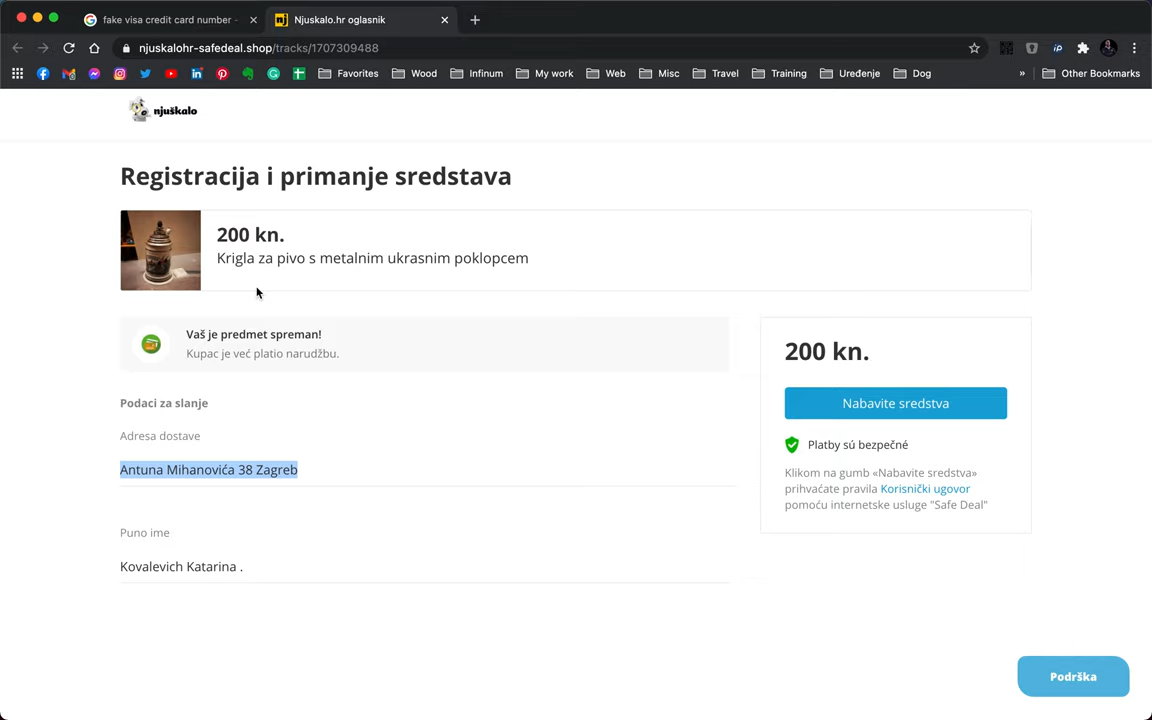 fake visa credit card number -
Njuskalo.hr oglasnik
njuskalohr-safedeal.shop/tracks/1707309488
Favorites
Wood
Infinum
My work
Web
Misc
Travel
Training
Uređenje
Dog
»
Other Bookmarks
njuškalo
Registracija i primanje sredstava
200 kn.
Krigla za pivo s metalnim ukrasnim poklopcem
Vaš je predmet spreman!
Kupac je već platio narudžbu.
200 kn.
Nabavite sredstva
Podaci za slanje
Adresa dostave
Platby sú bezpečné
Antuna Mihanovića 38 Zagreb
Klikom na gumb «Nabavite sredstva»
prihvaćate pravila Korisnički ugovor
pomoću internetske usluge "Safe Deal"
Puno ime
Kovalevich Katarina .
Podrška